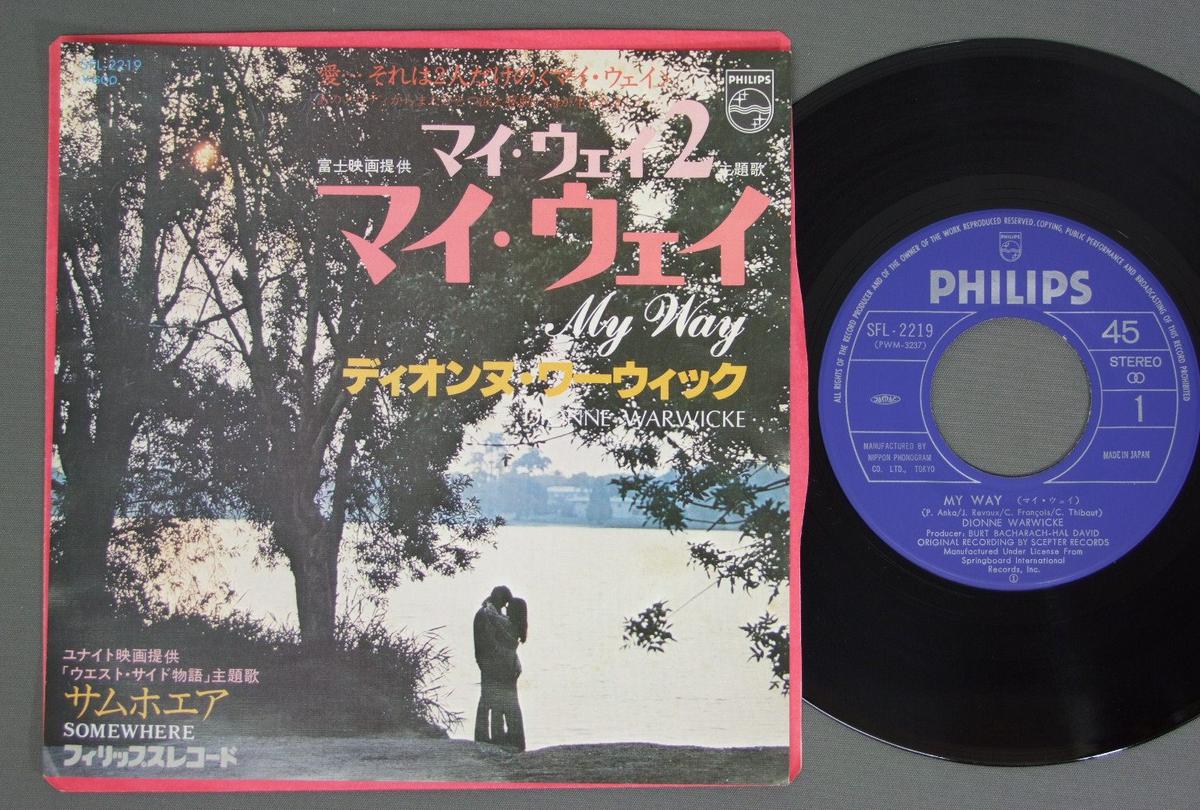 SFL-2219
¥500
愛…それは2人だけの〈マイ・ウェイ〉
PHILIPS
マイ・ウェイ2
富士映画提供
主題歌
マイ・ウェイ
My Way
ディオンヌ・ワーウィック
DIONNE WARWICKE
ユナイト映画提供
「ウエスト・サイド物語」主題歌
サムホエア
SOMEWHERE
フィリップスレコード
ALL RIGHTS OF THE RECORD PRODUCER AND OF THE OWNER OF THE WORK REPRODUCED RESERVED. COPYING, PUBLIC PERFORMANCE AND BROADCASTING OF THIS RECORD PROHIBITED
PHILIPS
PHILIPS
SFL-2219
(PWM-3237)
JASRAC
MANUFACTURED BY
NIPPON PHONOGRAM
CO. LTD., TOKYO
45
STEREO
1
MADE IN JAPAN
MY WAY (マイ・ウェイ)
(P. Anka/J. Revaux/C. François/C. Thibaut)
DIONNE WARWICKE
Producer: BURT BACHARACH-HAL DAVID
ORIGINAL RECORDING BY SCEPTER RECORDS
Manufactured Under License From
Springboard International
Records, Inc.